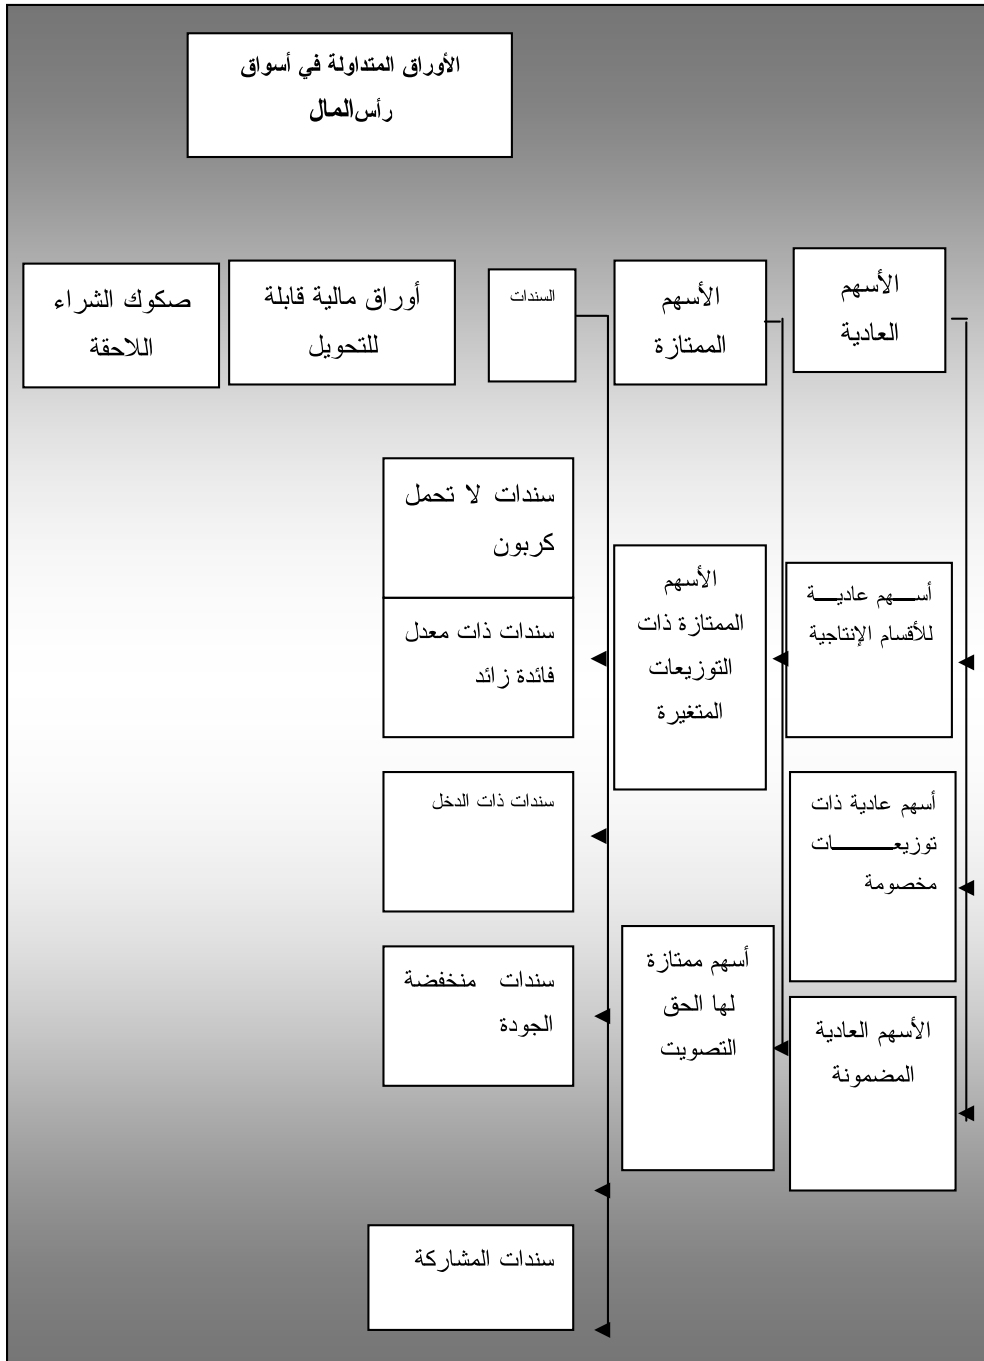 الأوراق المتداولة في أسواق
رأس المال
الأسهم
العادية
الأسهم
الممتازة
السندات
أوراق مالية قابلة
للتحويل
صكوك الشراء
اللاحقة
أسهم عادية
للأقسام الإنتاجية
أسهم عادية ذات
توزيعات
مخصومة
الأسهم العادية
المضمونة
الأسهم
الممتازة ذات
التوزيعات
المتغيرة
أسهم ممتازة
لها الحق
التصويت
سندات لا تحمل
كربون
سندات ذات معدل
فائدة زائد
سندات ذات الدخل
سندات منخفضة
الجودة
سندات المشاركة